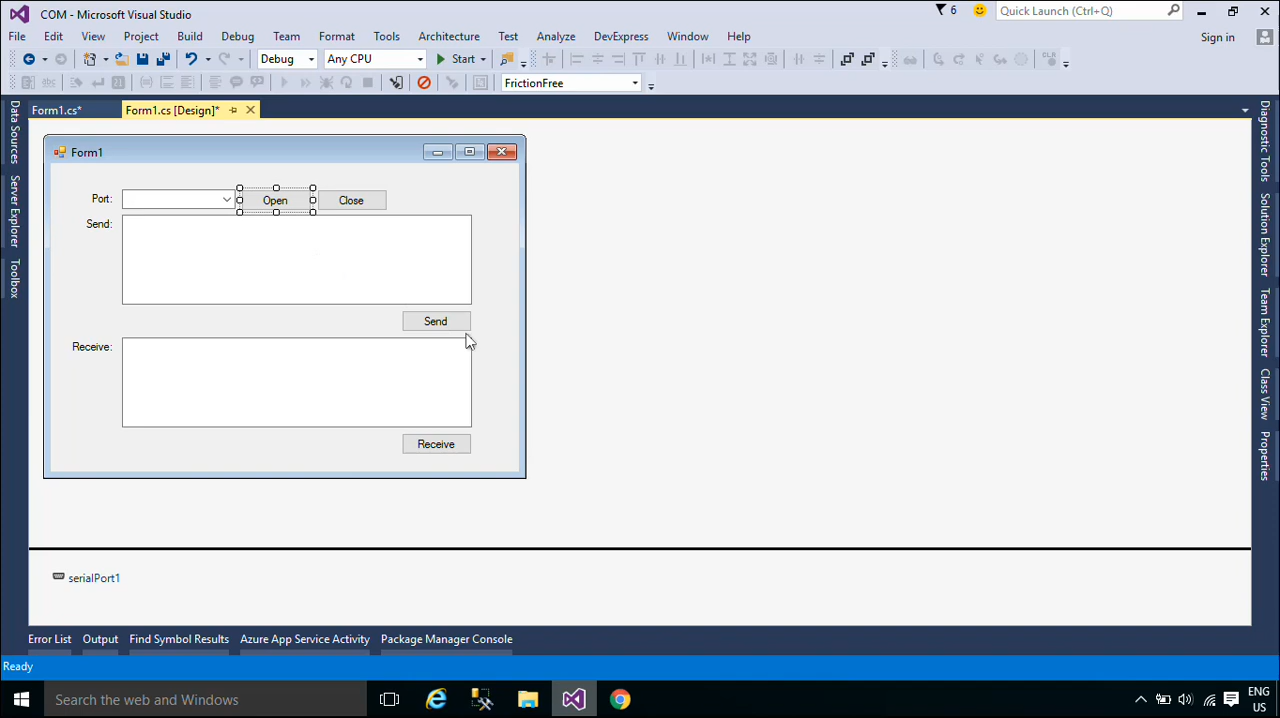 COM - Microsoft Visual Studio
6
Quick Launch (Ctrl+Q)
File Edit View Project Build Debug Team Format Tools Architecture Test Analyze DevExpress Window Help
Sign in
Debug Any CPU Start
FrictionFree
Form1.cs* Form1.cs [Design]*
Data Sources
Server Explorer
Toolbox
Form1
Port: Open Close
Send:
Send
Receive:
Receive
serialPort1
Diagnostic Tools
Solution Explorer
Team Explorer
Class View
Properties
Error List Output Find Symbol Results Azure App Service Activity Package Manager Console
Ready
Search the web and Windows
ENG
US